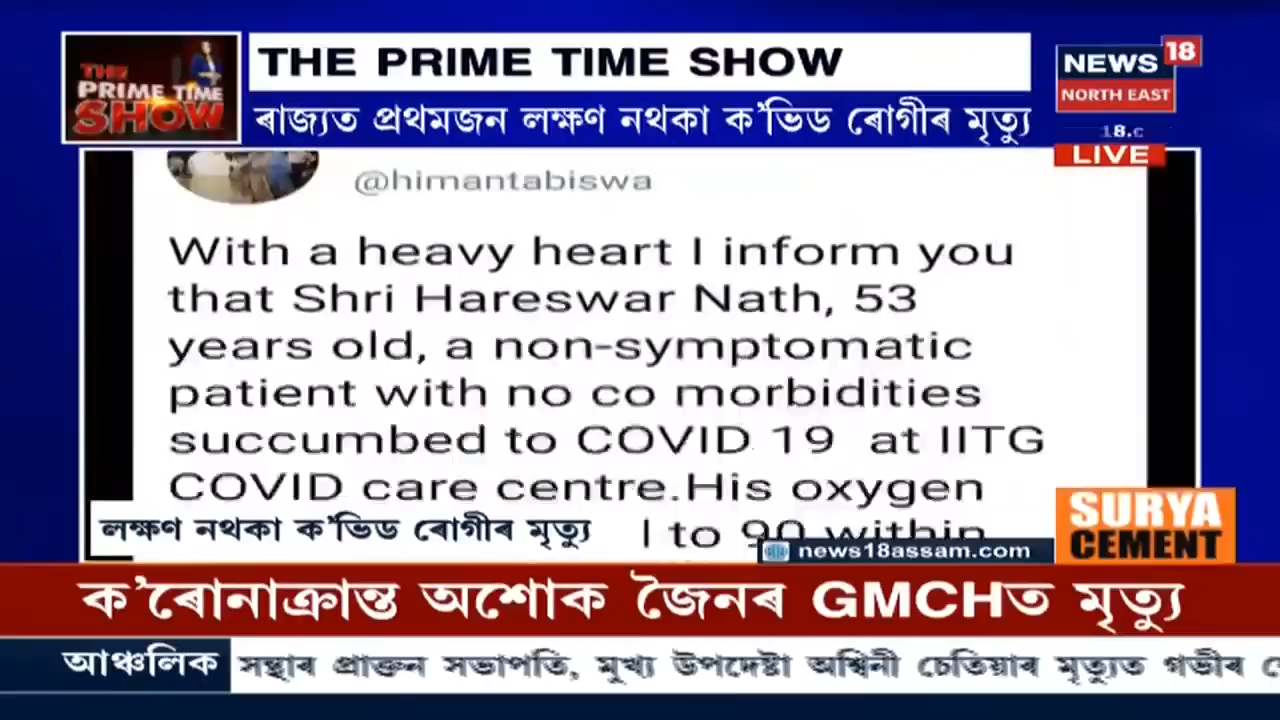 THE PRIME TIME SHOW
THE
PRIME TIME
SHOW
NEWS 18
NORTH EAST
ৰাজ্যত প্ৰথমজন লক্ষণ নথকা ক'ভিড ৰোগীৰ মৃত্যু
LIVE
@himantabiswa
With a heavy heart I inform you
that Shri Hareswar Nath, 53
years old, a non-symptomatic
patient with no co morbidities
succumbed to COVID 19 at IITG
COVID care centre.His oxygen
to 90 within
লক্ষণ নথকা ক'ভিড ৰোগীৰ মৃত্যু
news18assam.com
SURYA
CEMENT
ক'ৰোনাক্ৰান্ত অশোক জৈনৰ GMCHত মৃত্যু
আঞ্চলিক
সন্থাৰ প্ৰাক্তন সভাপতি, মুখ্য উপদেষ্টা অশ্বিনী চেতিয়াৰ মৃত্যুত গভীৰ